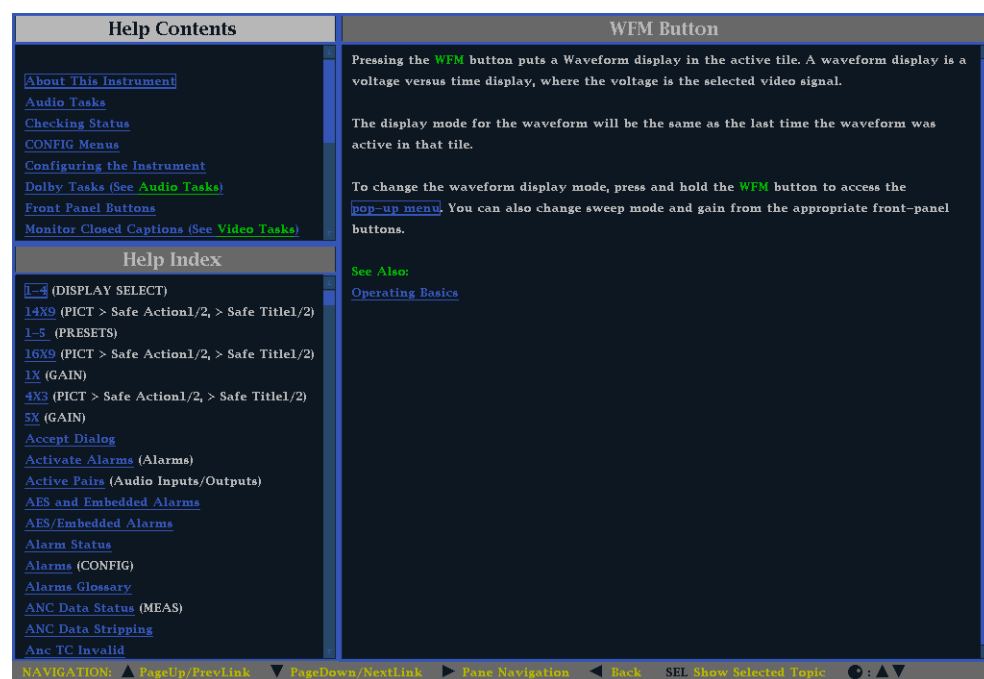 Help Contents
About This Instrument
Audio Tasks
Checking Status
CONFIG Menus
Configuring the Instrument
Dolby Tasks (See Audio Tasks)
Front Panel Buttons
Monitor Closed Captions (See Video Tasks)
Help Index
1–4 (DISPLAY SELECT)
14X9 (PICT > Safe Action1/2, > Safe Title1/2)
1–5 (PRESETS)
16X9 (PICT > Safe Action1/2, > Safe Title1/2)
1X (GAIN)
4X3 (PICT > Safe Action1/2, > Safe Title1/2)
5X (GAIN)
Accept Dialog
Activate Alarms (Alarms)
Active Pairs (Audio Inputs/Outputs)
AES and Embedded Alarms
AES/Embedded Alarms
Alarm Status
Alarms (CONFIG)
Alarms Glossary
ANC Data Status (MEAS)
ANC Data Stripping
Anc TC Invalid
WFM Button
Pressing the WFM button puts a Waveform display in the active tile. A waveform display is a
voltage versus time display, where the voltage is the selected video signal.
The display mode for the waveform will be the same as the last time the waveform was
active in that tile.
To change the waveform display mode, press and hold the WFM button to access the
pop–up menu. You can also change sweep mode and gain from the appropriate front–panel
buttons.
See Also:
Operating Basics
NAVIGATION: ▲ PageUp/PrevLink ▼ PageDown/NextLink ► Pane Navigation ◄ Back SEL Show Selected Topic : ▲▼